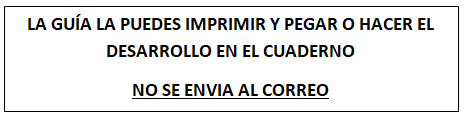 LA GUÍA LA PUEDES IMPRIMIR Y PEGAR O HACER EL
DESARROLLO EN EL CUADERNO
NO SE ENVIA AL CORREO